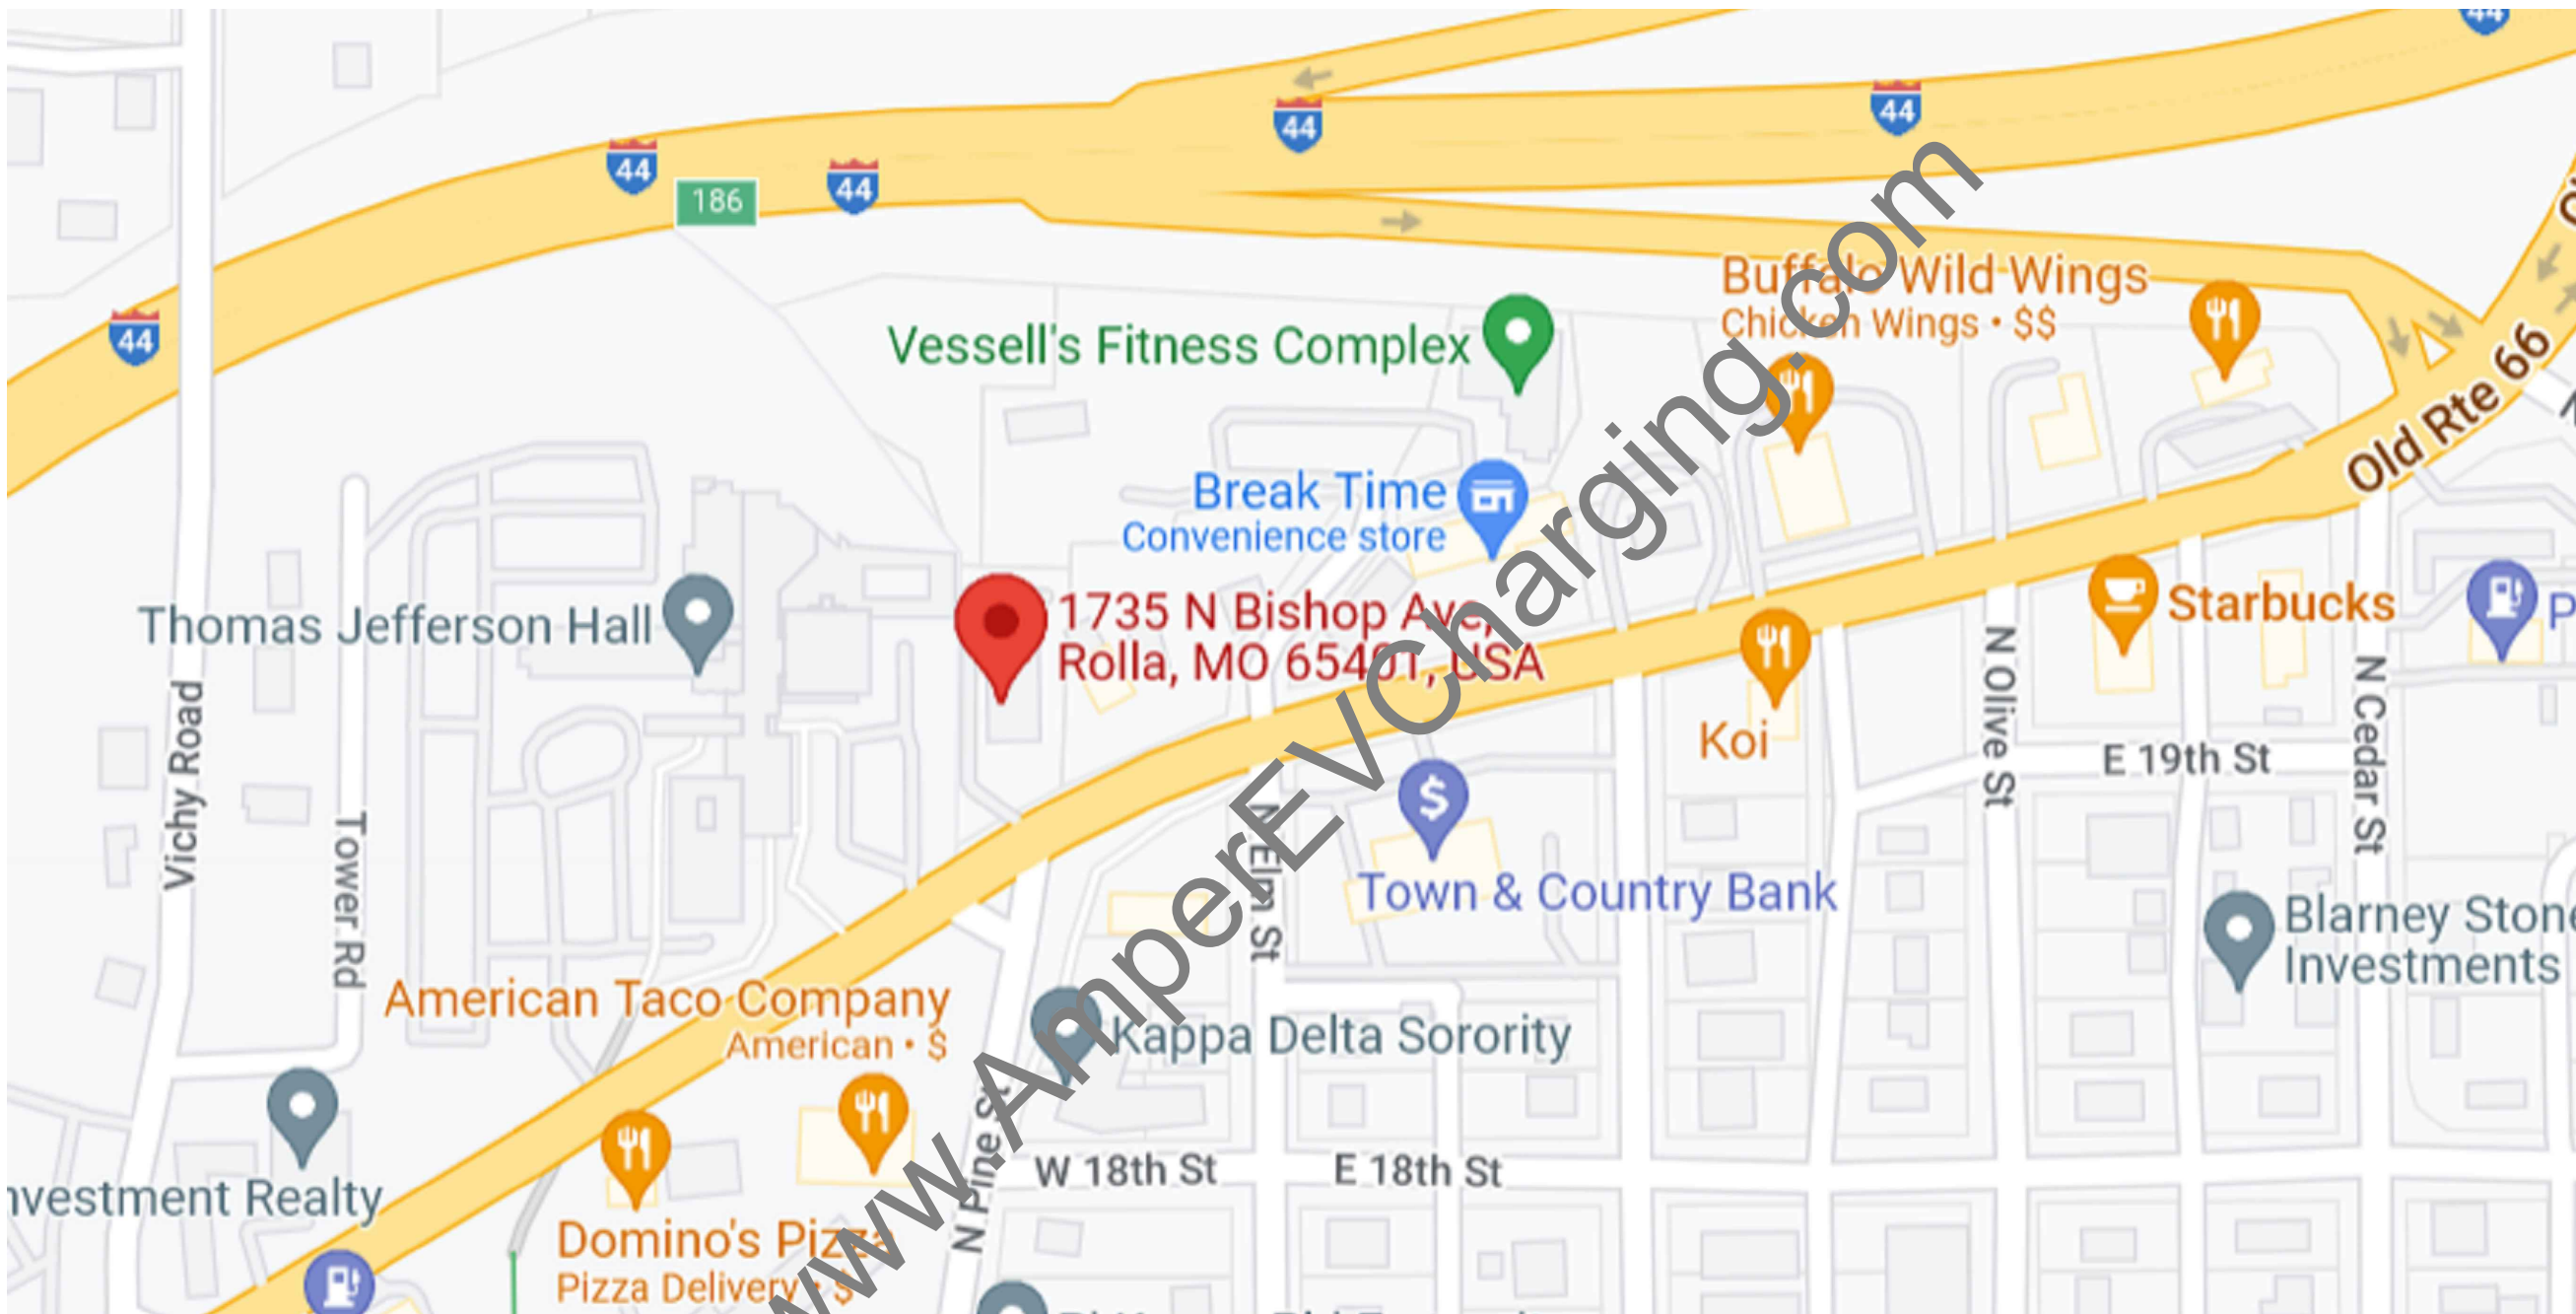 44
44
44
44
186
44
44
Buffalo Wild Wings
Chicken Wings • $$
Vessell's Fitness Complex
Old Rte 66
Break Time
Convenience store
Thomas Jefferson Hall
1735 N Bishop Ave,
Rolla, MO 65401, USA
Starbucks
P
Koi
N Olive St
E 19th St
N Cedar St
Vichy Road
Tower Rd
N Elm St
Town & Country Bank
Blarney Stone
Investments
American Taco Company
American • $
Kappa Delta Sorority
N Pine St
W 18th St
E 18th St
nvestment Realty
Domino's Pizza
Pizza Delivery • $
www.AmperEVCharging.com